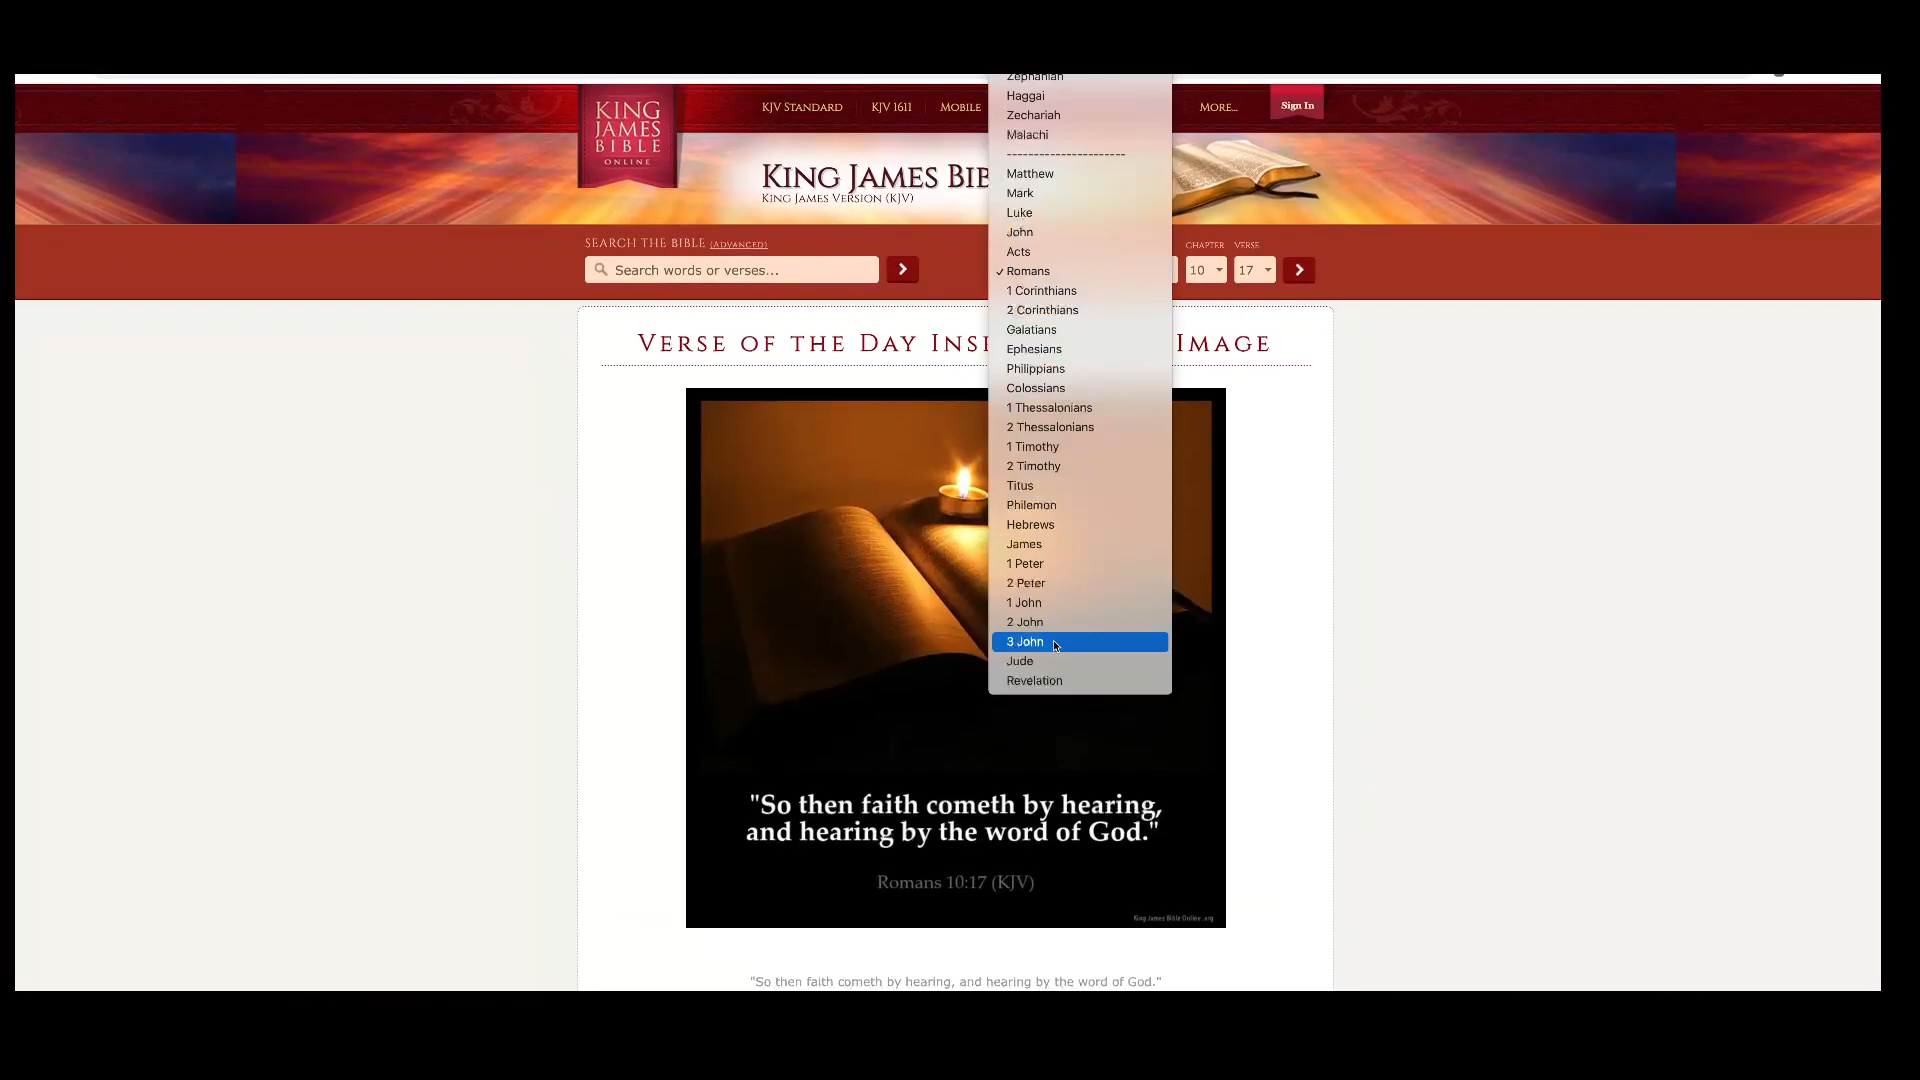 KING
JAMES
BIBLE
ONLINE
KJV STANDARD
KJV 1611
MOBILE
MORE...
Sign In
KING JAMES BIB
KING JAMES VERSION (KJV)
SEARCH THE BIBLE (ADVANCED)
Search words or verses...
CHAPTER VERSE
10 17
Zephaniah
Haggai
Zechariah
Malachi
----------------------
Matthew
Mark
Luke
John
Acts
✓ Romans
1 Corinthians
2 Corinthians
Galatians
Ephesians
Philippians
Colossians
1 Thessalonians
2 Thessalonians
1 Timothy
2 Timothy
Titus
Philemon
Hebrews
James
1 Peter
2 Peter
1 John
2 John
3 John
Jude
Revelation
VERSE OF THE DAY INS IMAGE
"So then faith cometh by hearing,
and hearing by the word of God."
Romans 10:17 (KJV)
King James Bible Online .org
"So then faith cometh by hearing, and hearing by the word of God."